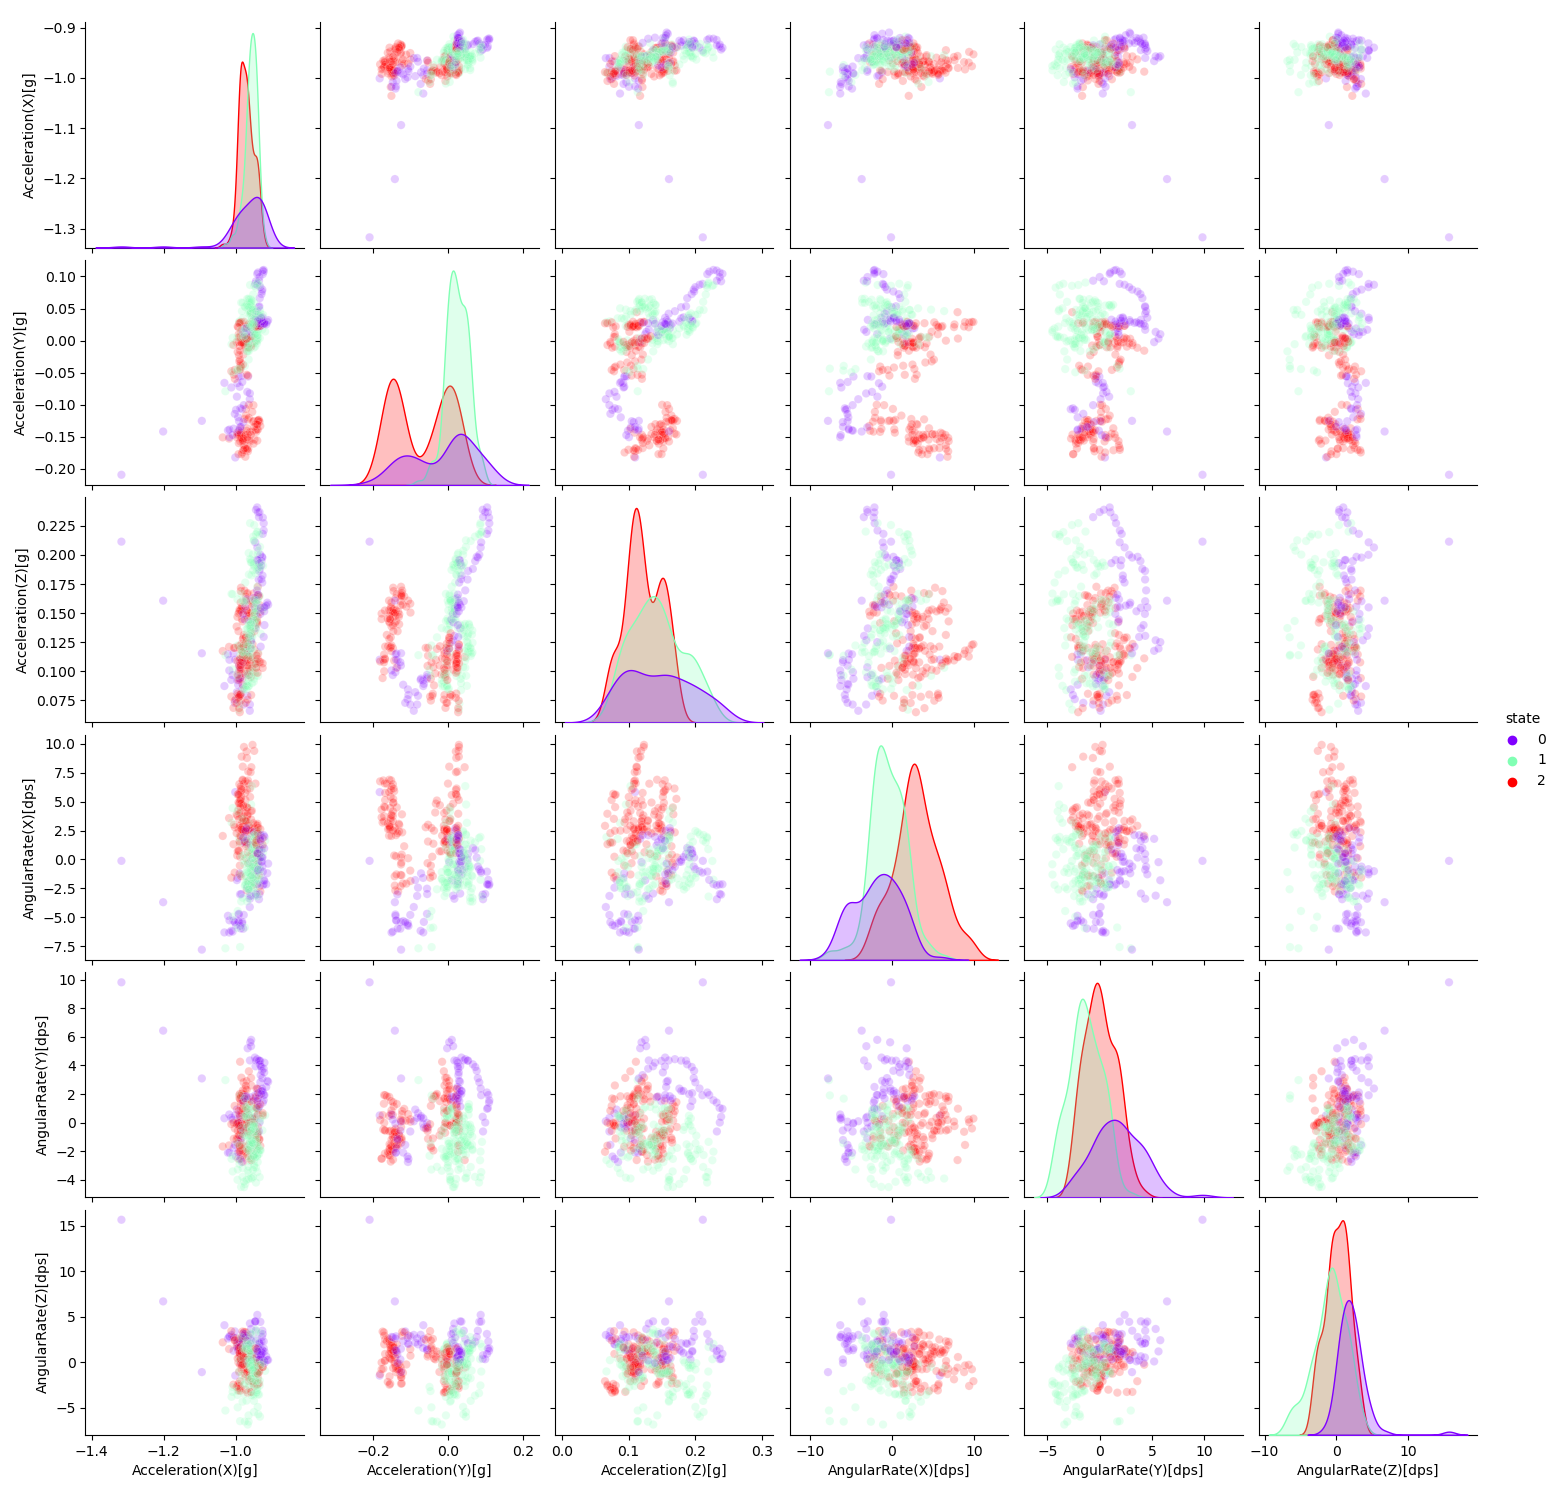 −0.9
−1.0
−1.1
−1.2
−1.3
Acceleration(X)[g]
0.10
0.05
0.00
−0.05
−0.10
−0.15
−0.20
Acceleration(Y)[g]
0.225
0.200
0.175
0.150
0.125
0.100
0.075
Acceleration(Z)[g]
10.0
7.5
5.0
2.5
0.0
−2.5
−5.0
−7.5
AngularRate(X)[dps]
10
8
6
4
2
0
−2
−4
AngularRate(Y)[dps]
15
10
5
0
−5
AngularRate(Z)[dps]
−1.4 −1.2 −1.0
Acceleration(X)[g]
−0.2 0.0 0.2
Acceleration(Y)[g]
0.0 0.1 0.2 0.3
Acceleration(Z)[g]
−10 0 10
AngularRate(X)[dps]
−5 0 5 10
AngularRate(Y)[dps]
−10 0 10
AngularRate(Z)[dps]
state
0
1
2